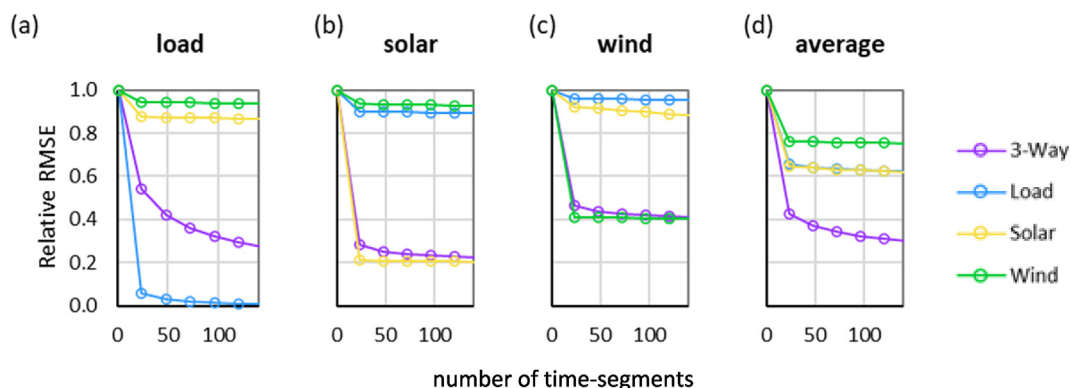 (a) (b) (c) (d)
load solar wind average
Relative RMSE
1.0
0.8
0.6
0.4
0.2
0.0
0 50 100 0 50 100 0 50 100 0 50 100
number of time-segments
3-Way
Load
Solar
Wind